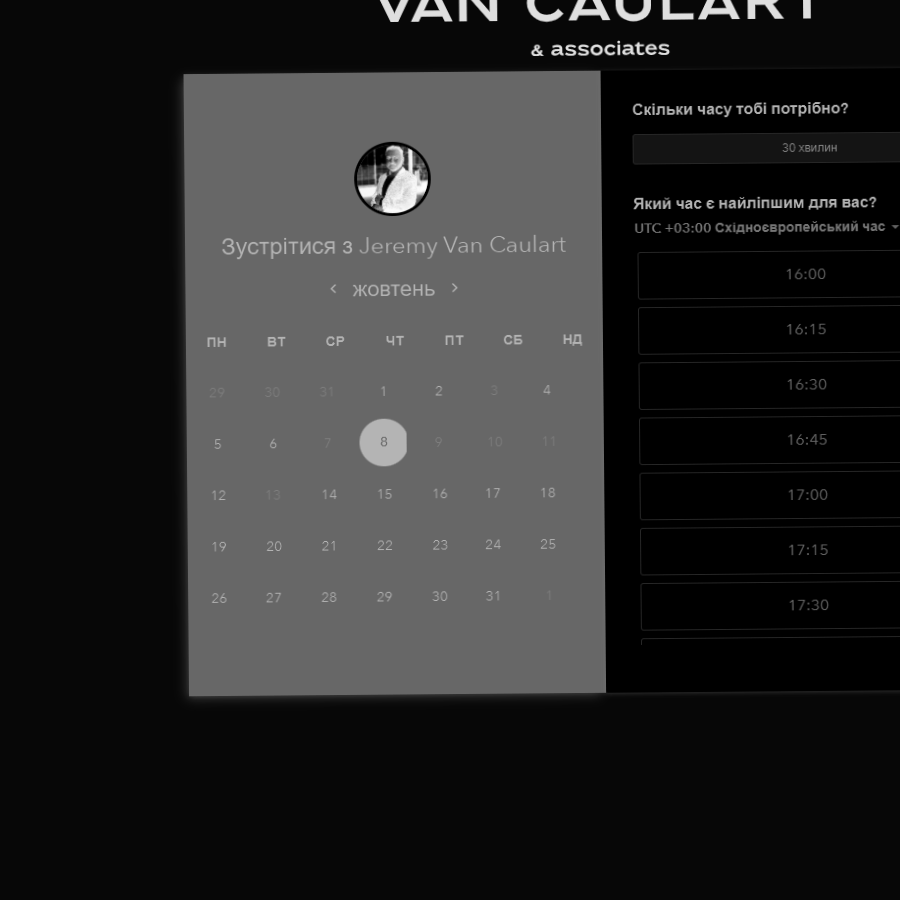 VAN CAULART
& associates
Зустрітися з Jeremy Van Caulart
жовтень
ПН ВТ СР ЧТ ПТ СБ НД
29 30 31 1 2 3 4
5 6 7 8 9 10 11
12 13 14 15 16 17 18
19 20 21 22 23 24 25
26 27 28 29 30 31 1
Скільки часу тобі потрібно?
30 хвилин
Який час є найліпшим для вас?
UTC +03:00 Східноєвропейський час
16:00
16:15
16:30
16:45
17:00
17:15
17:30